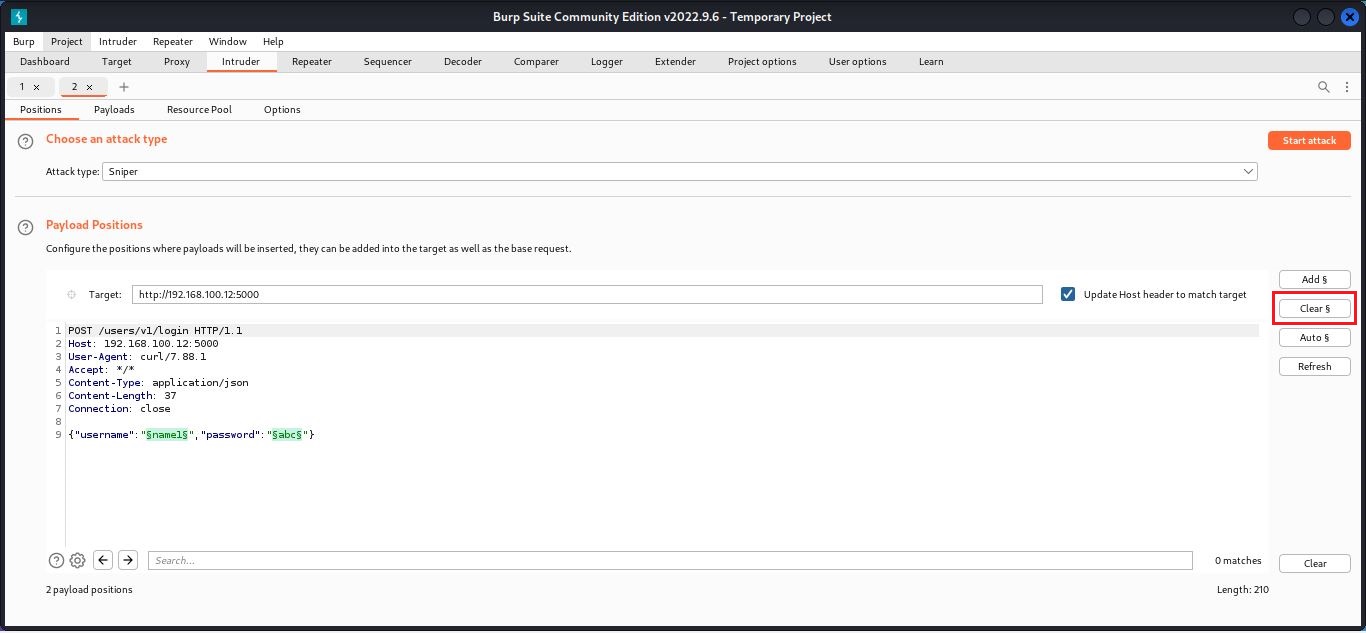 Burp Suite Community Edition v2022.9.6 - Temporary Project
Burp Project Intruder Repeater Window Help
Dashboard Target Proxy Intruder Repeater Sequencer Decoder Comparer Logger Extender Project options User options Learn
1 × 2 × +
Positions Payloads Resource Pool Options
Choose an attack type
Start attack
Attack type: Sniper
Payload Positions
Configure the positions where payloads will be inserted, they can be added into the target as well as the base request.
Add §
Target: http://192.168.100.12:5000 Update Host header to match target
Clear §
Auto §
Refresh
1 POST /users/v1/login HTTP/1.1
2 Host: 192.168.100.12:5000
3 User-Agent: curl/7.88.1
4 Accept: */*
5 Content-Type: application/json
6 Content-Length: 37
7 Connection: close
8
9 {"username":"§name1§","password":"§abc§"}
Search... 0 matches Clear
2 payload positions Length: 210